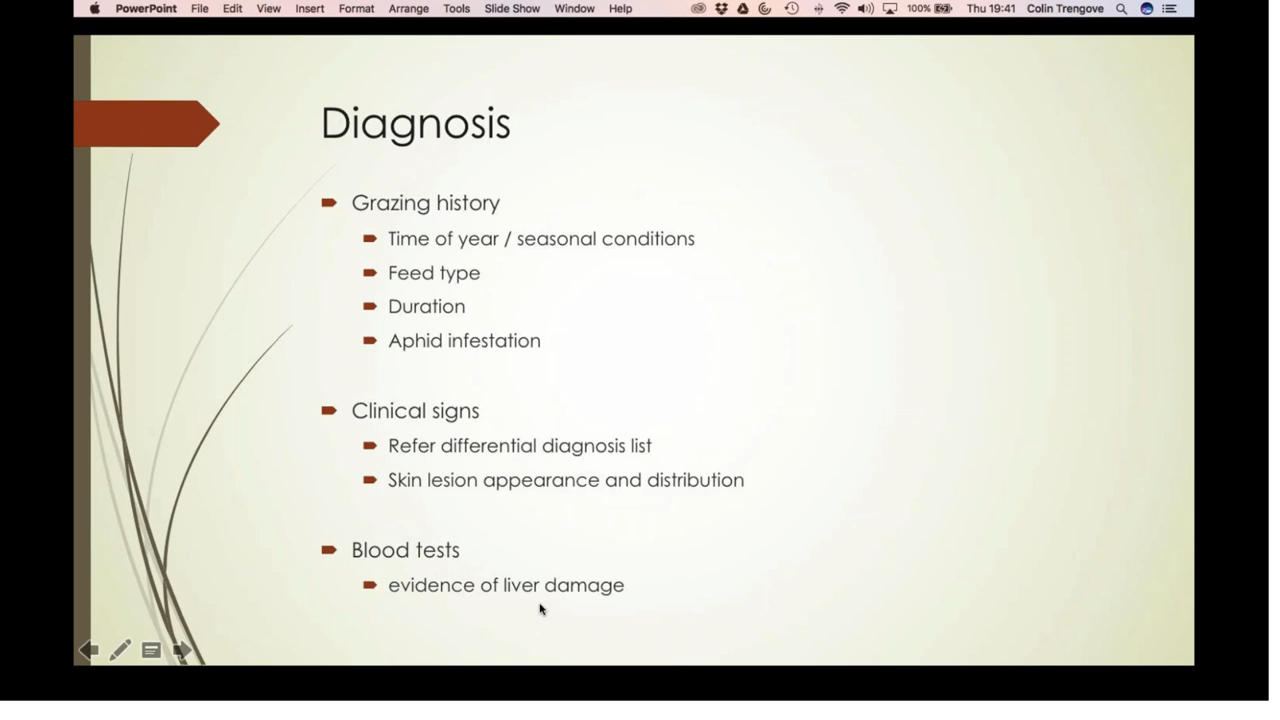 PowerPoint File Edit View Insert Format Arrange Tools Slide Show Window Help 100% Thu 19:41 Colin Trengove
Diagnosis
Grazing history
Time of year / seasonal conditions
Feed type
Duration
Aphid infestation
Clinical signs
Refer differential diagnosis list
Skin lesion appearance and distribution
Blood tests
evidence of liver damage